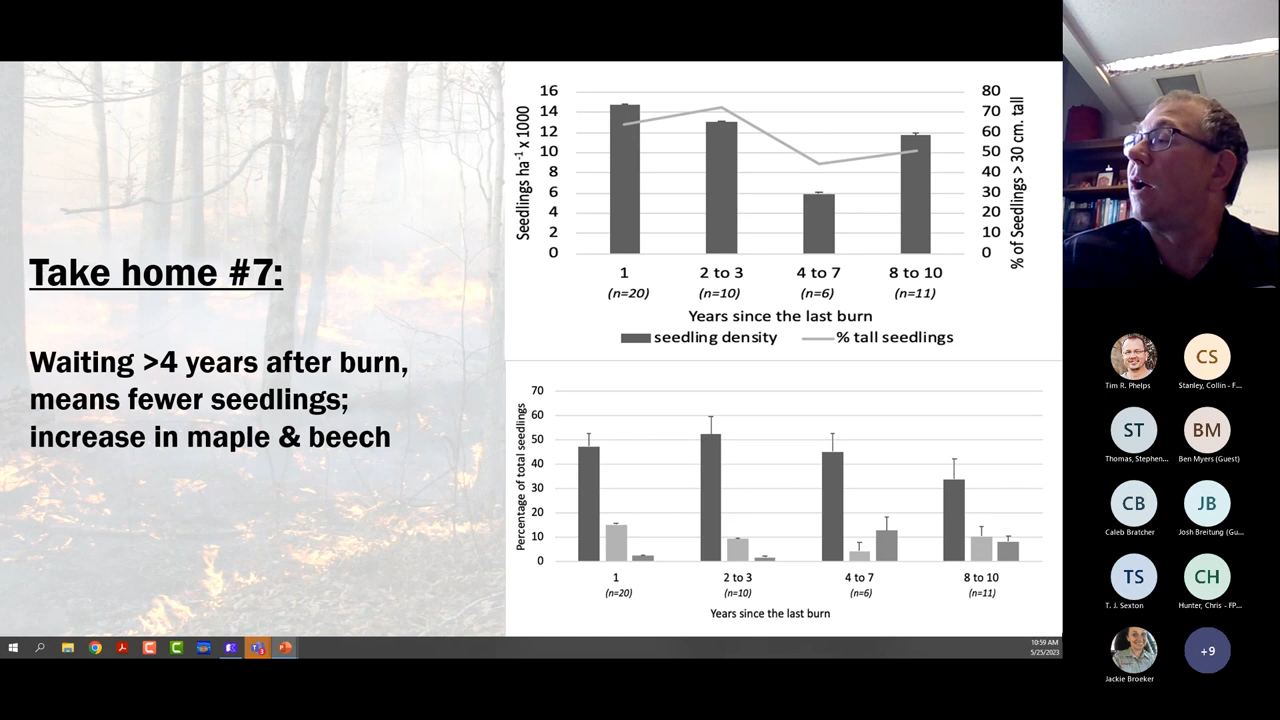 Take home #7:
Waiting >4 years after burn,
means fewer seedlings;
increase in maple & beech
16
14
12
10
8
6
4
2
0
Seedlings ha-1 x 1000
80
70
60
50
40
30
20
10
0
% of Seedlings > 30 cm. tall
1 2 to 3 4 to 7 8 to 10
(n=20) (n=10) (n=6) (n=11)
Years since the last burn
seedling density % tall seedlings
70
60
50
40
30
20
10
0
Percentage of total seedlings
1 2 to 3 4 to 7 8 to 10
(n=20) (n=10) (n=6) (n=11)
Years since the last burn
10:59 AM
5/25/2023
CS
Tim R. Phelps Stanley, Collin - F...
ST BM
Thomas, Stephen... Ben Myers (Guest)
CB JB
Caleb Bratcher Josh Breitung (Gu...
TS CH
T. J. Sexton Hunter, Chris - FP...
+9
Jackie Broeker